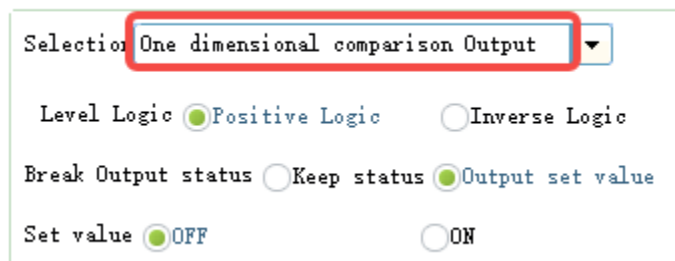 Selection One dimensional comparison Output
Level Logic Positive Logic Inverse Logic
Break Output status Keep status Output set value
Set value OFF ON